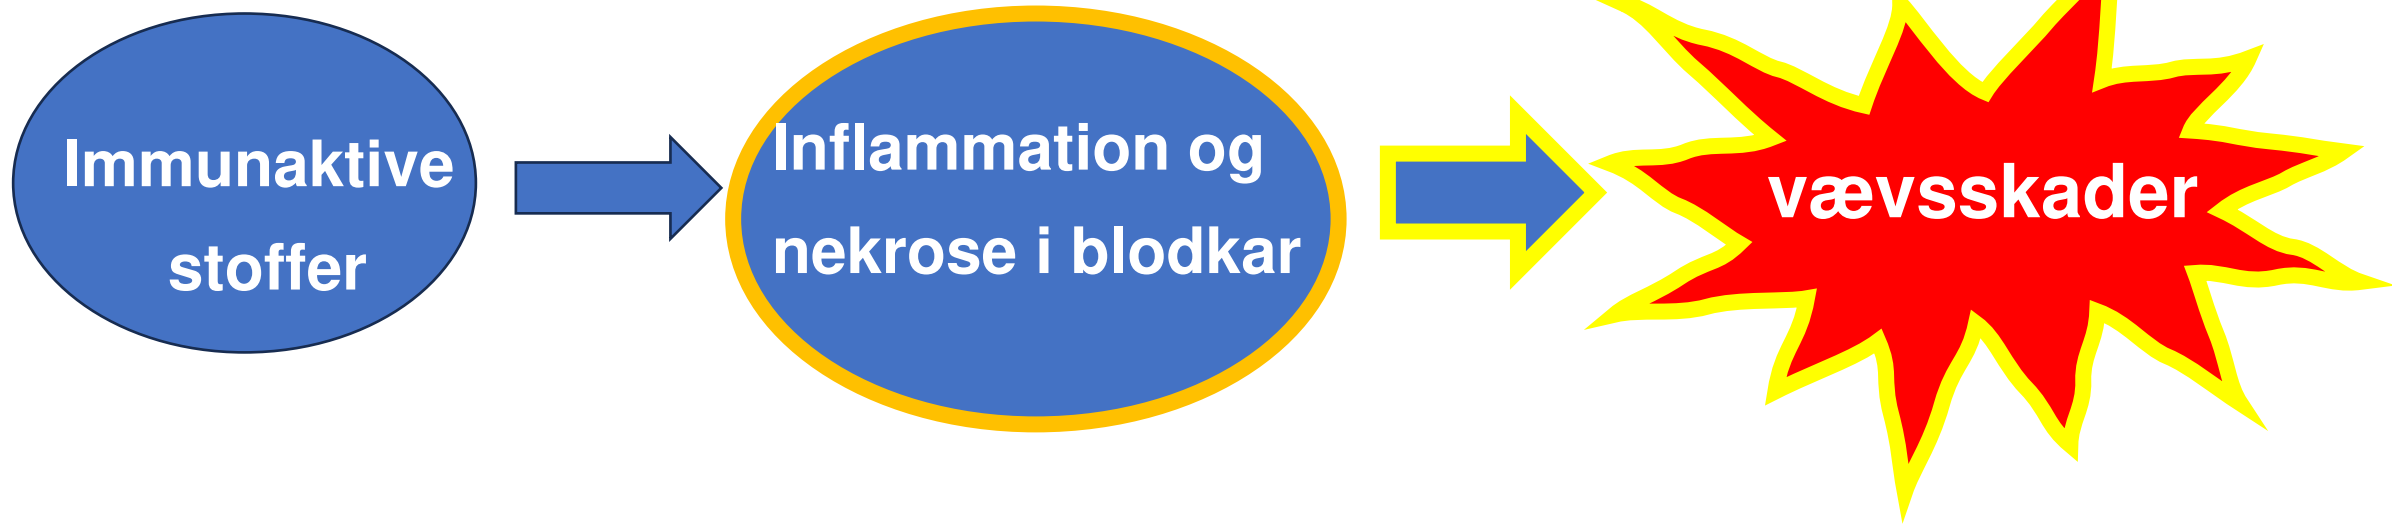 Immunaktive
stoffer
Inflammation og
nekrose i blodkar
vævsskader